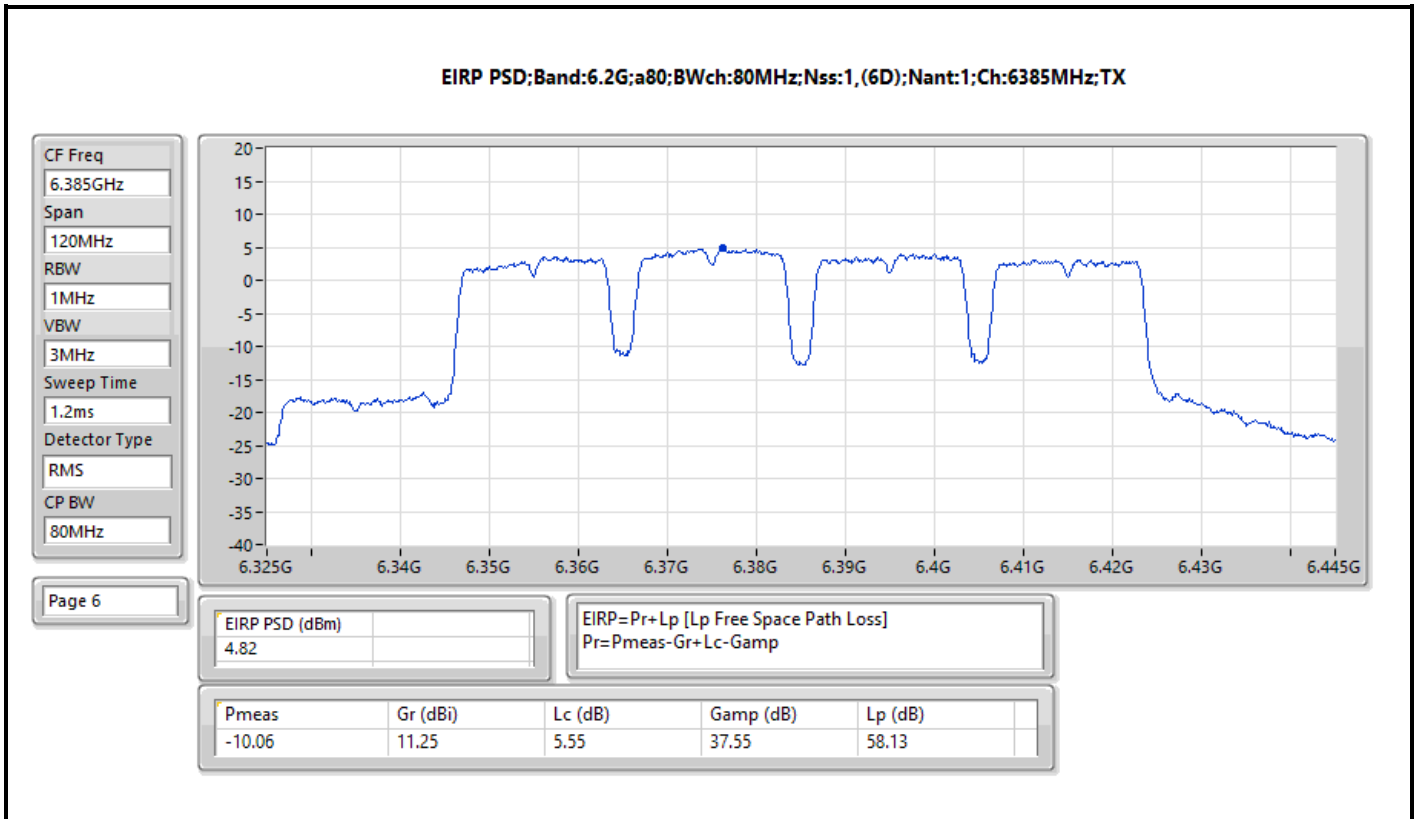 EIRP PSD;Band:6.2G;a80;BWch:80MHz;Nss:1,(6D);Nant:1;Ch:6385MHz;TX
CF Freq
6.385GHz
Span
120MHz
RBW
1MHz
VBW
3MHz
Sweep Time
1.2ms
Detector Type
RMS
CP BW
80MHz
Page 6
20
15
10
5
0
-5
-10
-15
-20
-25
-30
-35
-40
6.325G 6.34G 6.35G 6.36G 6.37G 6.38G 6.39G 6.4G 6.41G 6.42G 6.43G 6.445G
EIRP PSD (dBm)
4.82
EIRP=Pr+Lp [Lp Free Space Path Loss]
Pr=Pmeas-Gr+Lc-Gamp
Pmeas Gr (dBi) Lc (dB) Gamp (dB) Lp (dB)
-10.06 11.25 5.55 37.55 58.13